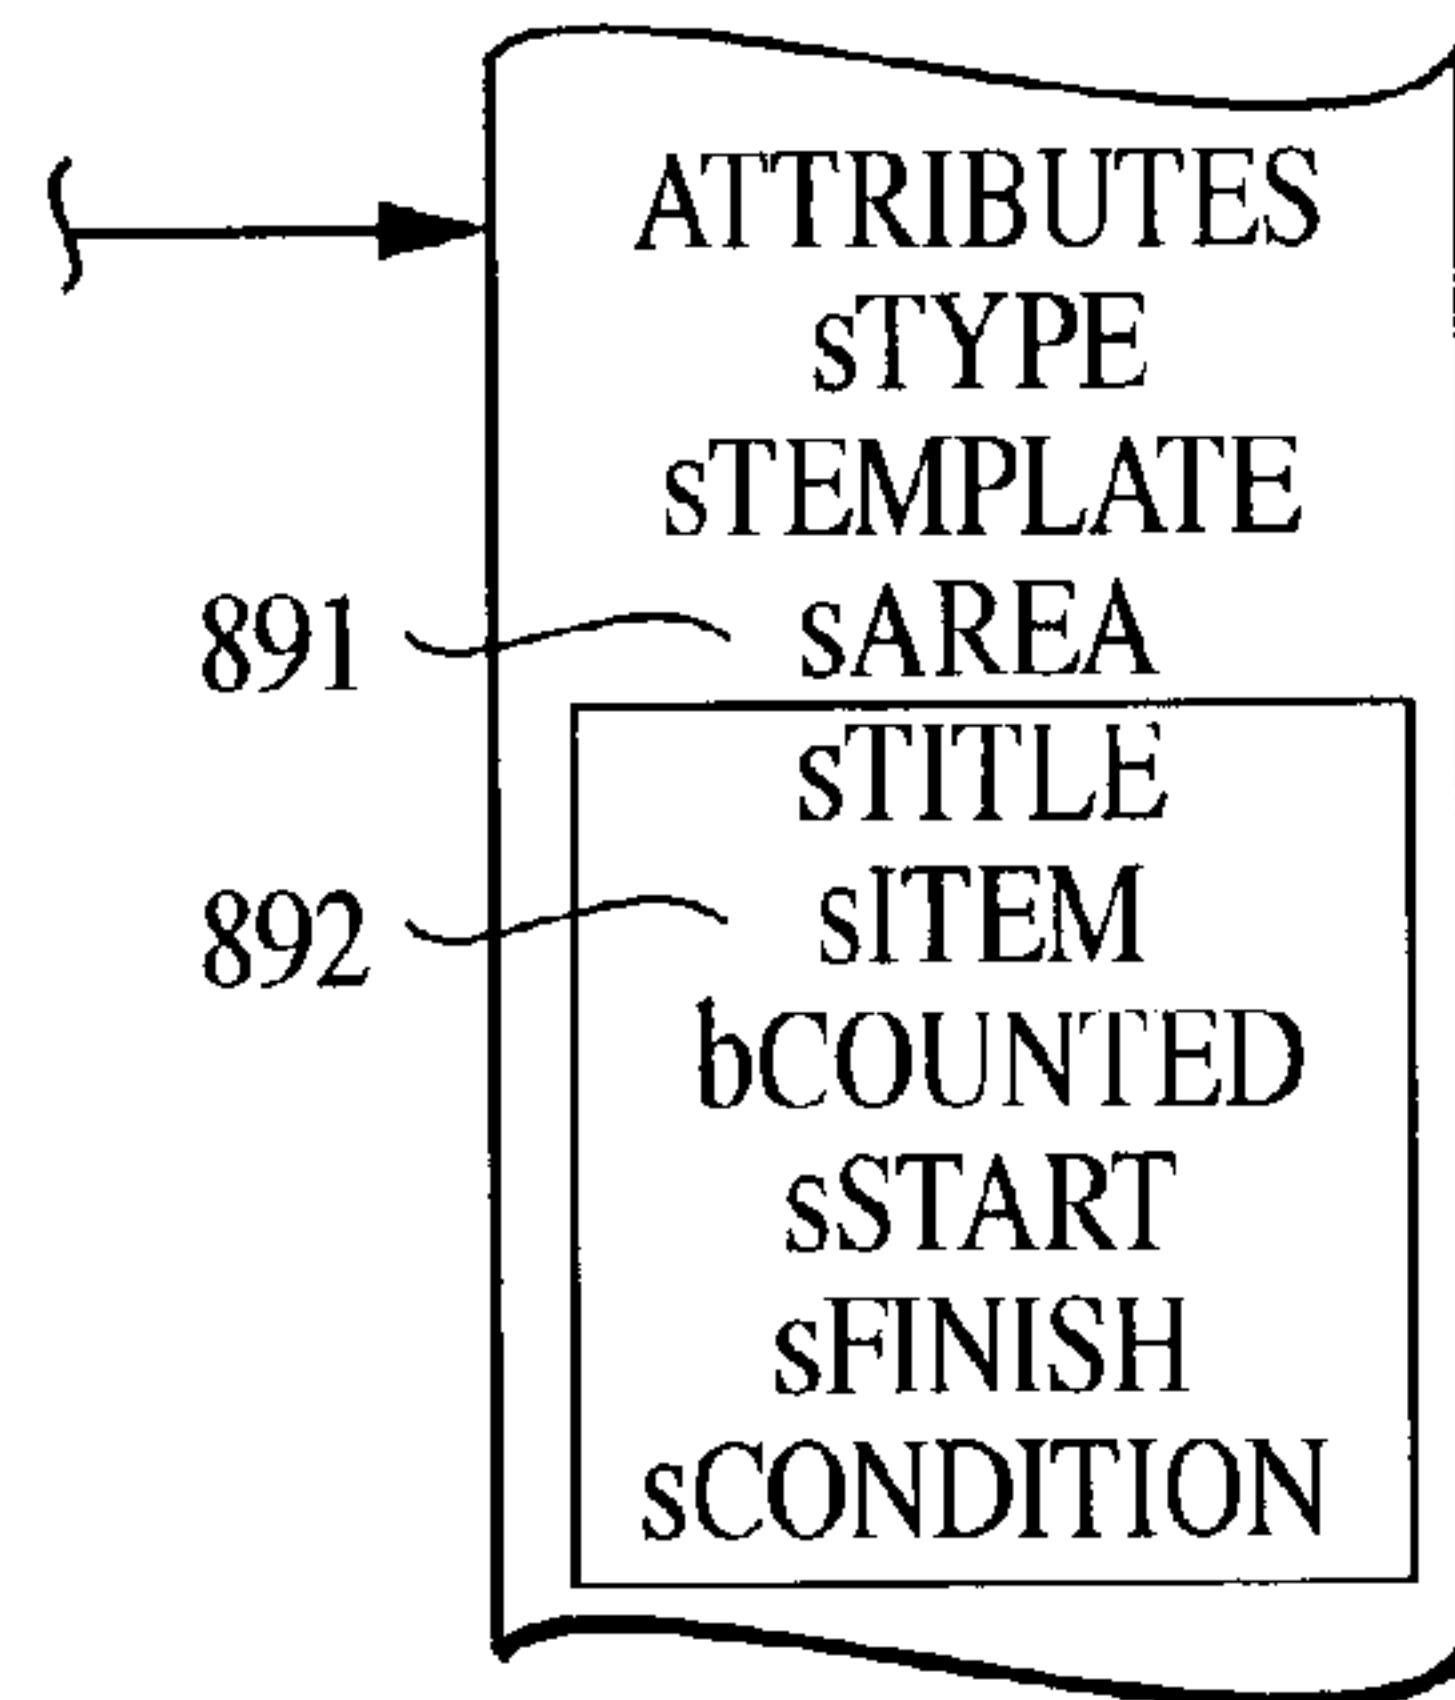 ATTRIBUTES
sTYPE
sTEMPLATE
891 sAREA
sTITLE
892 sITEM
bCOUNTED
sSTART
sFINISH
sCONDITION